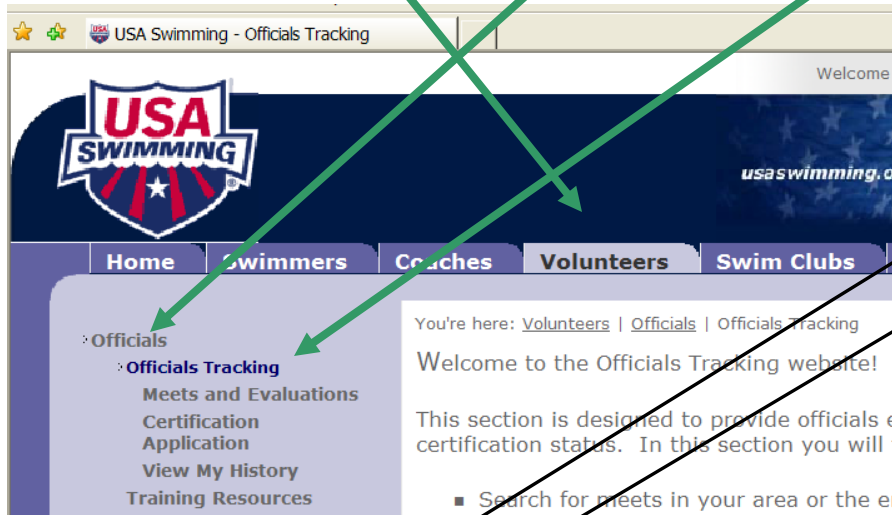 USA Swimming - Officials Tracking
Welcome
USA
SWIMMING
usaswimming.o
Home Swimmers Coaches Volunteers Swim Clubs
Officials
Officials Tracking
Meets and Evaluations
Certification
Application
View My History
Training Resources
You're here: Volunteers | Officials | Officials Tracking
Welcome to the Officials Tracking website!
This section is designed to provide officials e
certification status. In this section you will
Search for meets in your area or the e